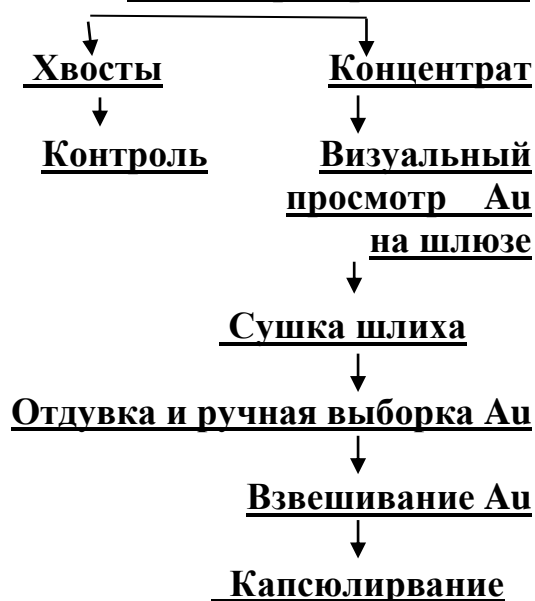 Хвосты Концентрат
Контроль Визуальный
просмотр Au
на шлюзе
Сушка шлиха
Отдувка и ручная выборка Au
Взвешивание Au
Капсюлирвание